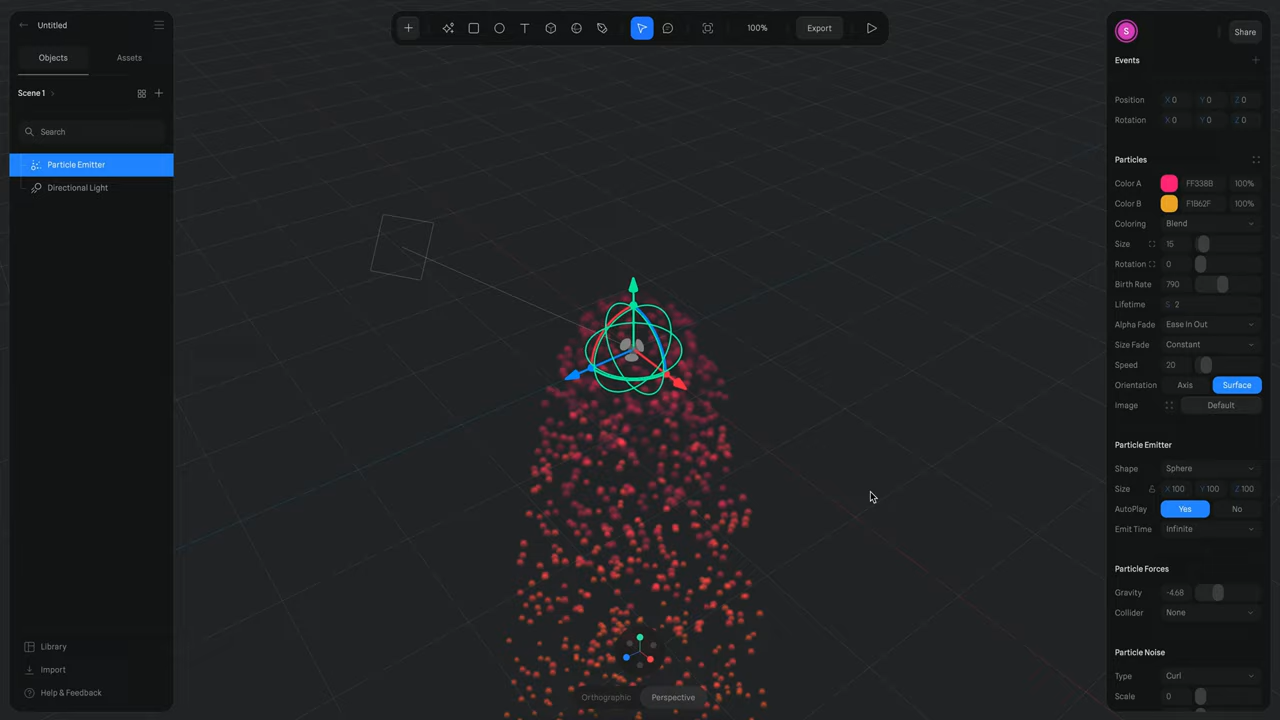 Untitled
Objects Assets
Scene 1
Search
Particle Emitter
Directional Light
Library
Import
Help & Feedback
T 100% Export
Orthographic Perspective
S Share
Events
Position X 0 Y 0 Z 0
Rotation X 0 Y 0 Z 0
Particles
Color A FF338B 100%
Color B F1B62F 100%
Coloring Blend
Size 15
Rotation 0
Birth Rate 790
Lifetime S 2
Alpha Fade Ease In Out
Size Fade Constant
Speed 20
Orientation Axis Surface
Image Default
Particle Emitter
Shape Sphere
Size X 100 Y 100 Z 100
AutoPlay Yes No
Emit Time Infinite
Particle Forces
Gravity -4.68
Collider None
Particle Noise
Type Curl
Scale 0